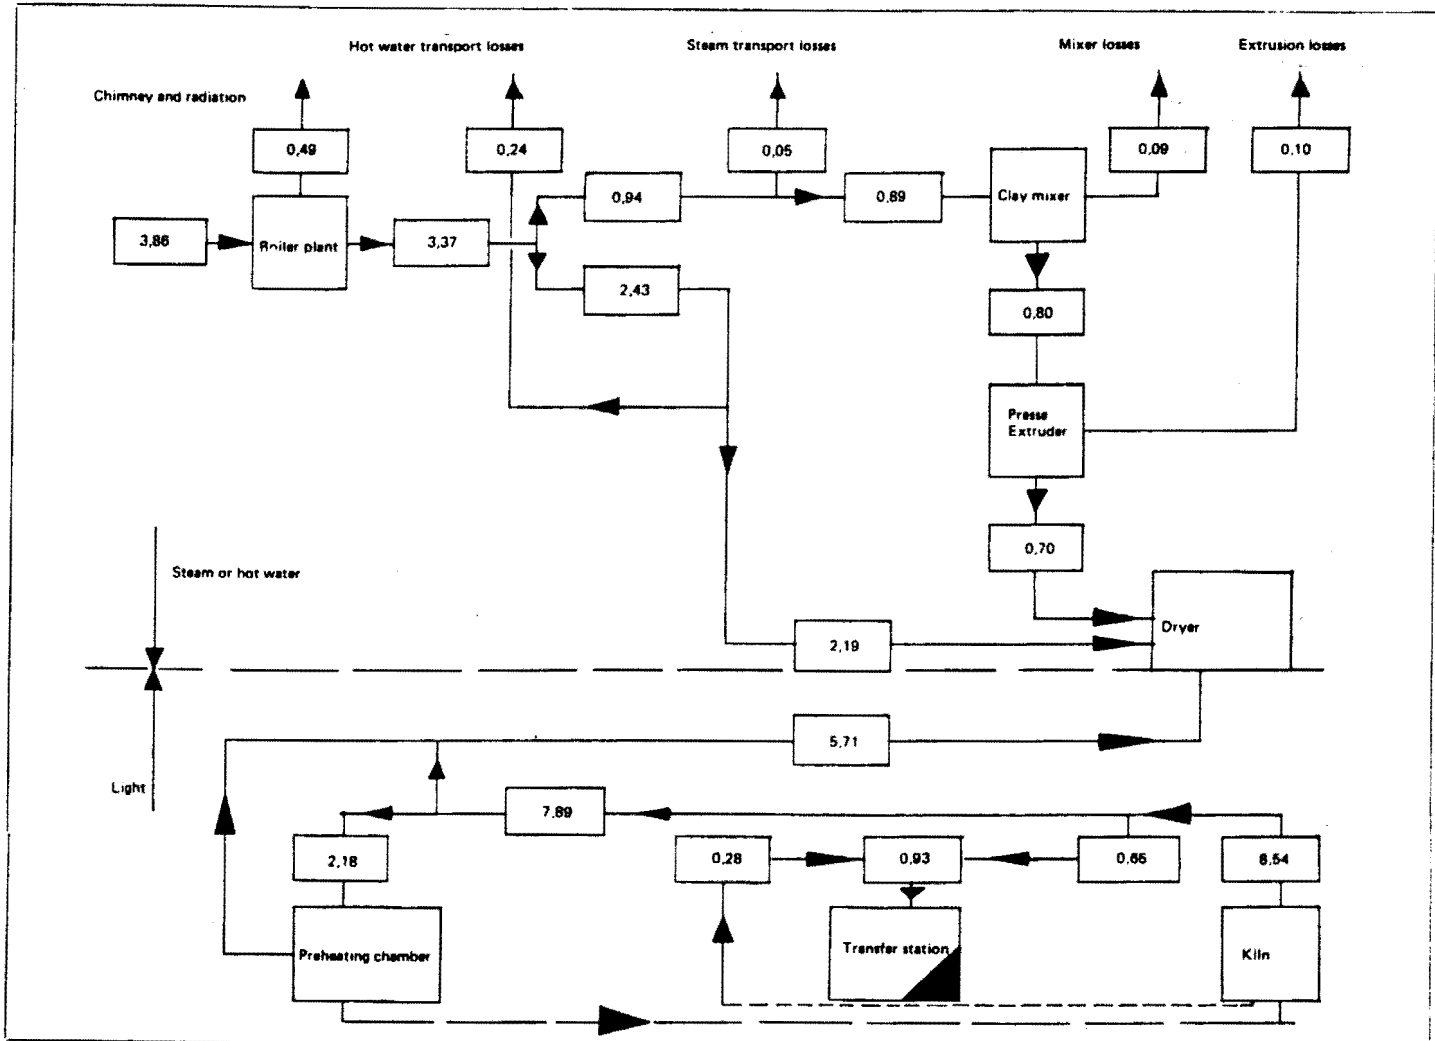 Hot water transport losses
Steam transport losses
Mixer losses
Extrusion losses
Chimney and radiation
0,49
0,24
0,05
0,09
0,10
3,86
Boiler plant
3,37
0,94
0,89
Clay mixer
2,43
0,80
Presse
Extruder
0,70
Steam or hot water
2,19
Dryer
5,71
Light
7,89
2,18
0,28
0,93
0,65
8,54
Preheating chamber
Transfer station
Kiln